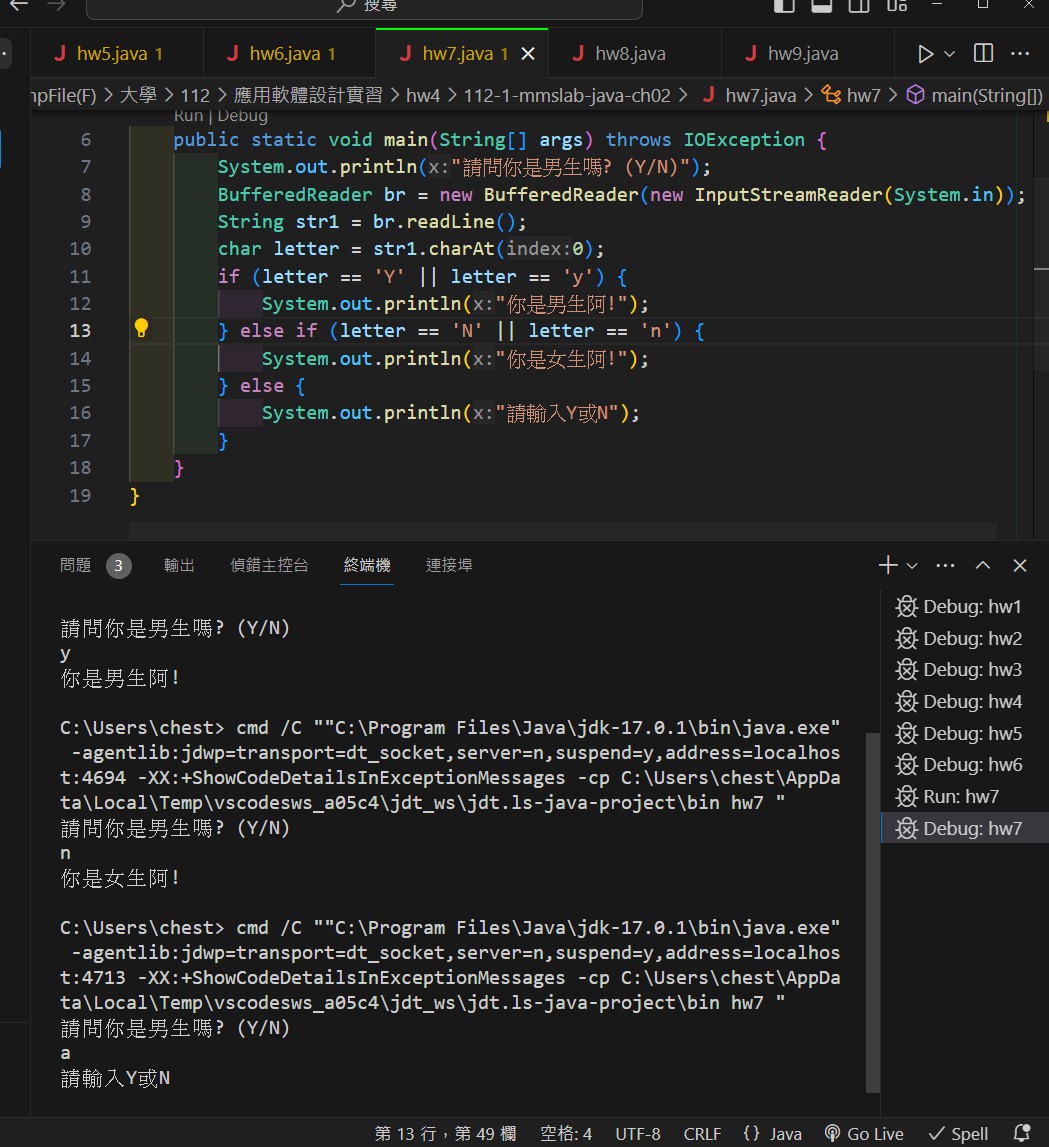 搜尋
hw5.java 1
hw6.java 1
hw7.java 1
hw8.java
hw9.java
npFile(F) > 大學 > 112 > 應用軟體設計實習 > hw4 > 112-1-mmslab-java-ch02 > hw7.java > hw7 > main(String[])
Run | Debug
6 public static void main(String[] args) throws IOException {
7 System.out.println(x:"請問你是男生嗎? (Y/N)");
8 BufferedReader br = new BufferedReader(new InputStreamReader(System.in));
9 String str1 = br.readLine();
10 char letter = str1.charAt(index:0);
11 if (letter == 'Y' || letter == 'y') {
12 System.out.println(x:"你是男生阿!");
13 } else if (letter == 'N' || letter == 'n') {
14 System.out.println(x:"你是女生阿!");
15 } else {
16 System.out.println(x:"請輸入Y或N");
17 }
18 }
19 }
問題 3 輸出 偵錯主控台 終端機 連接埠
請問你是男生嗎? (Y/N)
y
你是男生阿!
C:\Users\chest> cmd /C ""C:\Program Files\Java\jdk-17.0.1\bin\java.exe"
-agentlib:jdwp=transport=dt_socket,server=n,suspend=y,address=localhos
t:4694 -XX:+ShowCodeDetailsInExceptionMessages -cp C:\Users\chest\AppDa
ta\Local\Temp\vscodesws_a05c4\jdt_ws\jdt.ls-java-project\bin hw7 "
請問你是男生嗎? (Y/N)
n
你是女生阿!
C:\Users\chest> cmd /C ""C:\Program Files\Java\jdk-17.0.1\bin\java.exe"
-agentlib:jdwp=transport=dt_socket,server=n,suspend=y,address=localhos
t:4713 -XX:+ShowCodeDetailsInExceptionMessages -cp C:\Users\chest\AppDa
ta\Local\Temp\vscodesws_a05c4\jdt_ws\jdt.ls-java-project\bin hw7 "
請問你是男生嗎? (Y/N)
a
請輸入Y或N
Debug: hw1
Debug: hw2
Debug: hw3
Debug: hw4
Debug: hw5
Debug: hw6
Run: hw7
Debug: hw7
第 13 行，第 49 欄 空格: 4 UTF-8 CRLF {} Java Go Live Spell